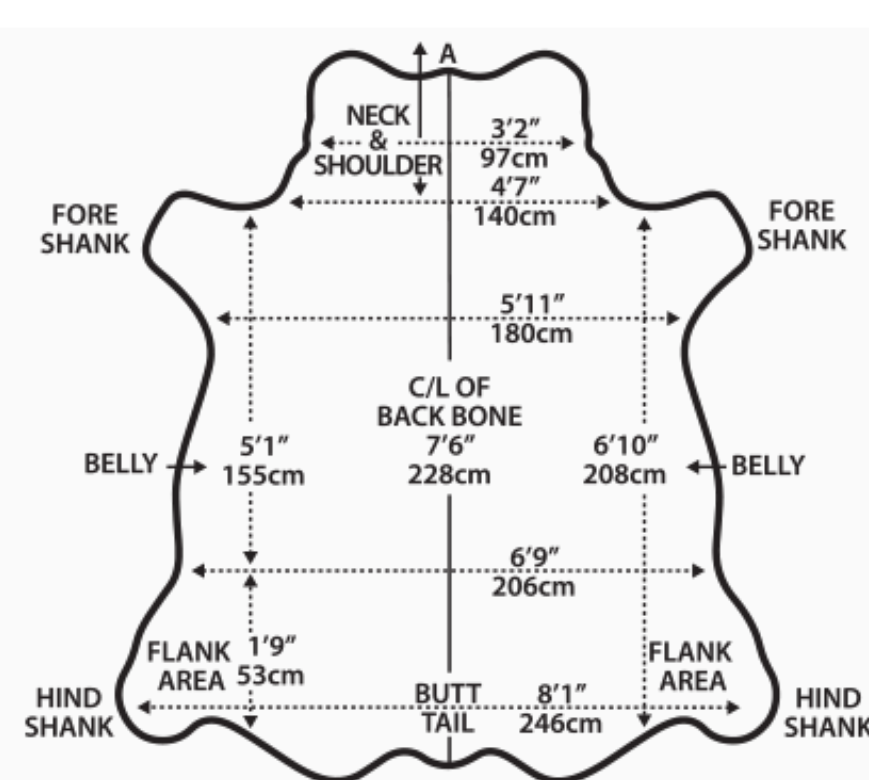 A
NECK
&
SHOULDER
3'2"
97cm
4'7"
140cm
FORE
SHANK
FORE
SHANK
5'11"
180cm
C/L OF
BACK BONE
7'6"
228cm
BELLY
5'1"
155cm
6'10"
208cm
BELLY
6'9"
206cm
FLANK
AREA
1'9"
53cm
FLANK
AREA
HIND
SHANK
BUTT
TAIL
8'1"
246cm
HIND
SHANK